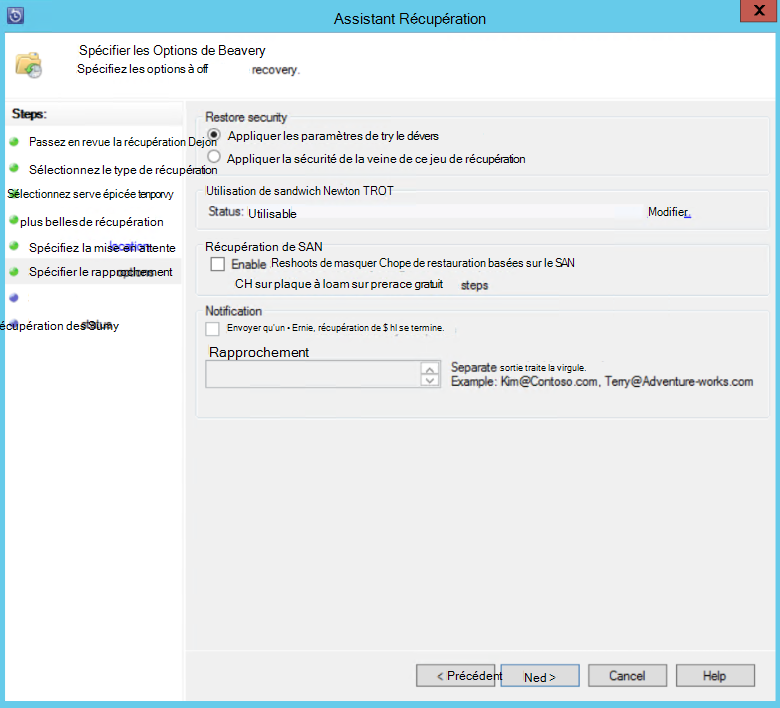 Assistant Récupération
X
Spécifier les Options de Beavery
Spécifiez les options à off recovery.
Steps:
Passez en revue la récupération Dejon
Sélectionnez le type de récupération
Sélectionnez serve épicée tenporvy
plus belles de récupération
Spécifiez la mise en attente
Spécifier le rapprochement
écupération des Sumy
Restore security
Appliquer les paramètres de try le dévers
Appliquer la sécurité de la veine de ce jeu de récupération
Utilisation de sandwich Newton TROT
Status: Utilisable Modifier.
Récupération de SAN
Enable Reshoots de masquer Chope de restauration basées sur le SAN
CH sur plaque à loam sur prerace gratuit steps
Notification
Envoyer qu'un • Ernie, récupération de $ hl se termine.
Rapprochement
Separate sortie traite la virgule.
Example: Kim@Contoso.com, Terry@Adventure-works.com
< Précédent
Ned >
Cancel
Help